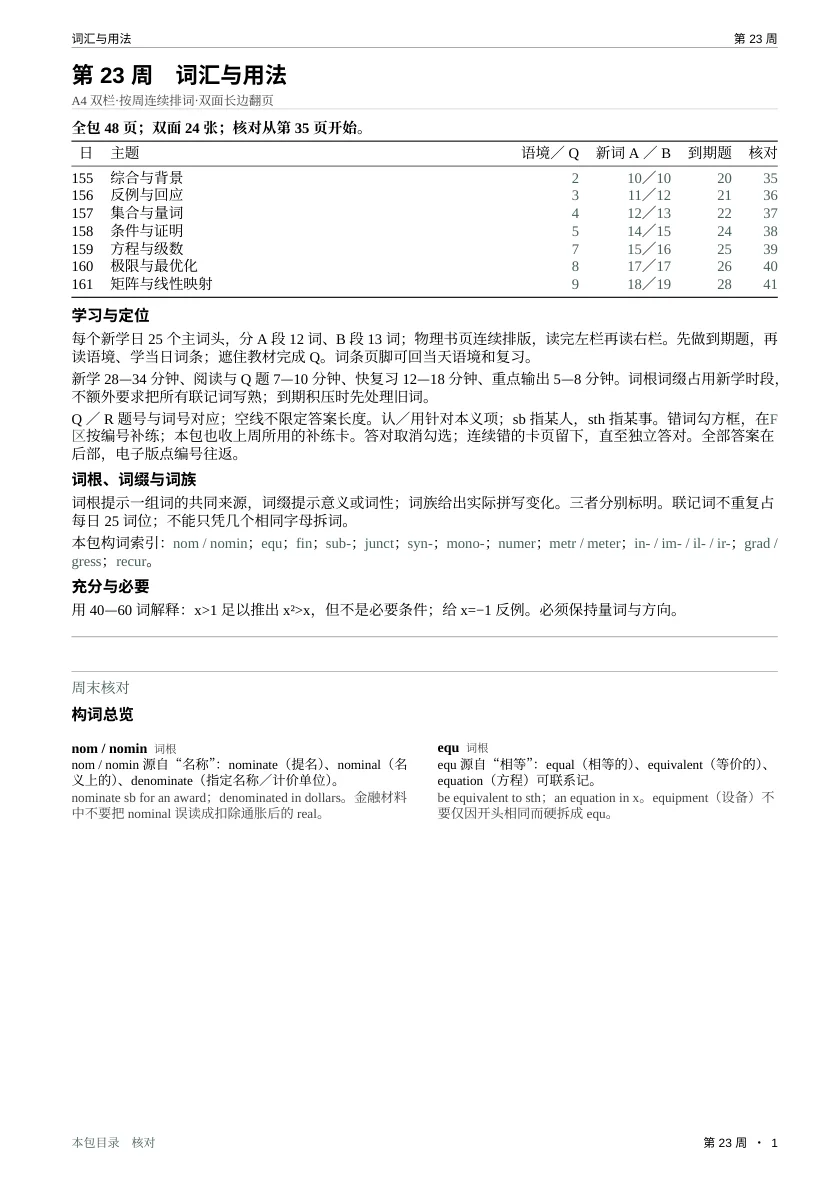 词汇与用法 第 23 周
第 23 周 词汇与用法
A4 双栏·按周连续排词·双面长边翻页
全包 48 页；双面 24 张；核对从第 35 页开始。
日 主题 语境／ Q 新词 A ／ B 到期题 核对
155 综合与背景 2 10／10 20 35
156 反例与回应 3 11／12 21 36
157 集合与量词 4 12／13 22 37
158 条件与证明 5 14／15 24 38
159 方程与级数 7 15／16 25 39
160 极限与最优化 8 17／17 26 40
161 矩阵与线性映射 9 18／19 28 41
学习与定位
每个新学日 25 个主词头，分 A 段 12 词、B 段 13 词；物理书页连续排版，读完左栏再读右栏。先做到期题，再
读语境、学当日词条；遮住教材完成 Q。词条页脚可回当天语境和复习。
新学 28—34 分钟、阅读与 Q 题 7—10 分钟、快复习 12—18 分钟、重点输出 5—8 分钟。词根词缀占用新学时段，
不额外要求把所有联记词写熟；到期积压时先处理旧词。
Q ／ R 题号与词号对应；空线不限定答案长度。认／用针对本义项；sb 指某人，sth 指某事。错词勾方框，在F
区按编号补练；本包也收上周所用的补练卡。答对取消勾选；连续错的卡页留下，直至独立答对。全部答案在
后部，电子版点编号往返。
词根、词缀与词族
词根提示一组词的共同来源，词缀提示意义或词性；词族给出实际拼写变化。三者分别标明。联记词不重复占
每日 25 词位；不能只凭几个相同字母拆词。
本包构词索引：nom / nomin；equ；fin；sub-；junct；syn-；mono-；numer；metr / meter；in- / im- / il- / ir-；grad /
gress；recur。
充分与必要
用 40—60 词解释：x>1 足以推出 x²>x，但不是必要条件；给 x=−1 反例。必须保持量词与方向。
周末核对
构词总览
nom / nomin 词根
nom / nomin 源自“名称”：nominate（提名）、nominal（名
义上的）、denominate（指定名称／计价单位）。
nominate sb for an award；denominated in dollars。金融材料
中不要把 nominal 误读成扣除通胀后的 real。
equ 词根
equ 源自“相等”：equal（相等的）、equivalent（等价的）、
equation（方程）可联系记。
be equivalent to sth；an equation in x。equipment（设备）不
要仅因开头相同而硬拆成 equ。
本包目录 核对 第 23 周 · 1